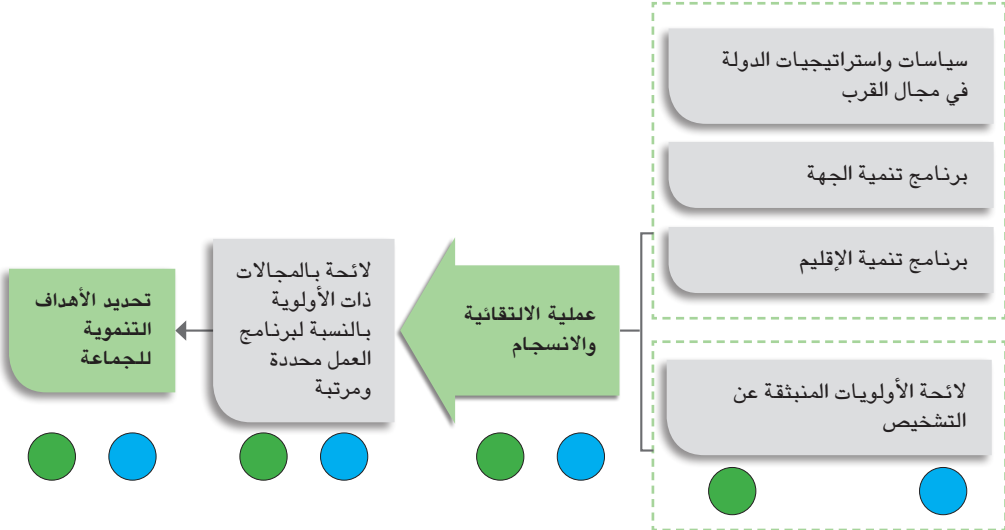 سياسات واستراتيجيات الدولة
في مجال القرب
برنامج تنمية الجهة
برنامج تنمية الإقليم
لائحة الأولويات المنبثقة عن
التشخيص
عملية الالتقائية
والانسجام
لائحة بالمجالات
ذات الأولوية
بالنسبة لبرنامج
العمل محددة
ومرتبة
تحديد الأهداف
التنموية
للجماعة